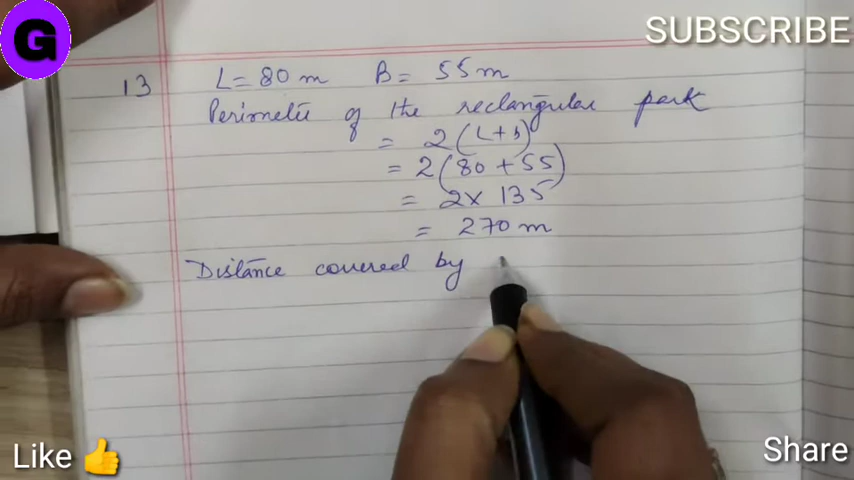 G
SUBSCRIBE
13 L = 80 m B = 55 m
Perimeter of the rectangular park
= 2 (L + b)
= 2 (80 + 55)
= 2 x 135
= 270 m
Distance covered by
Like 👍
Share